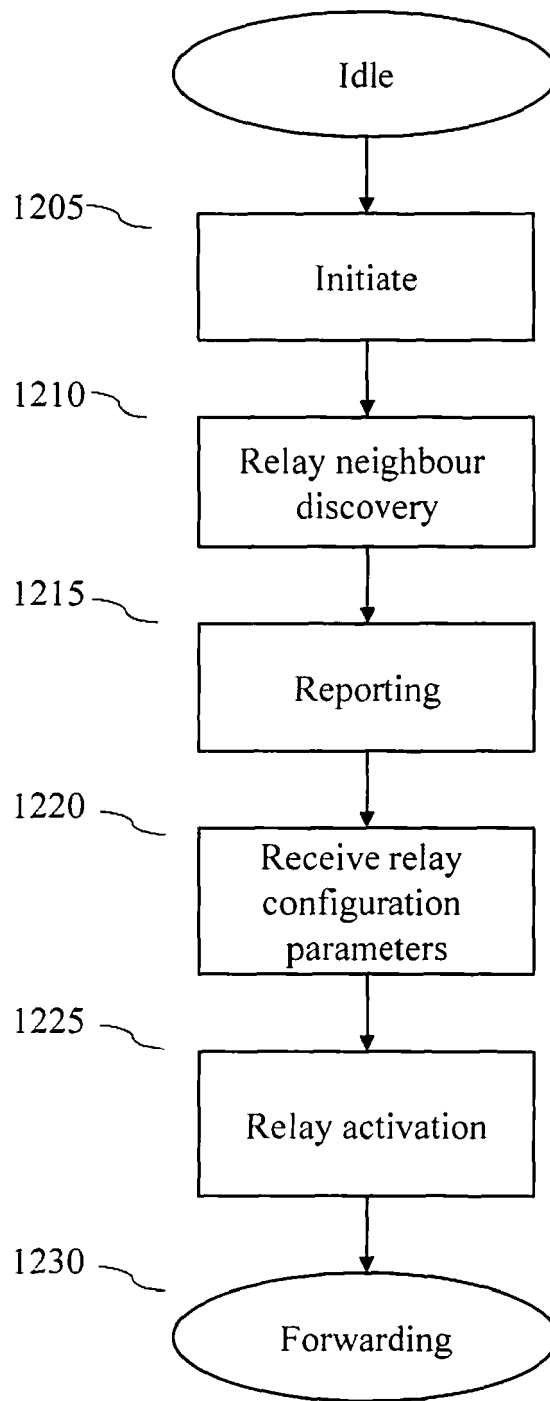 Idle
1205
Initiate
1210
Relay neighbour
discovery
1215
Reporting
1220
Receive relay
configuration
parameters
1225
Relay activation
1230
Forwarding